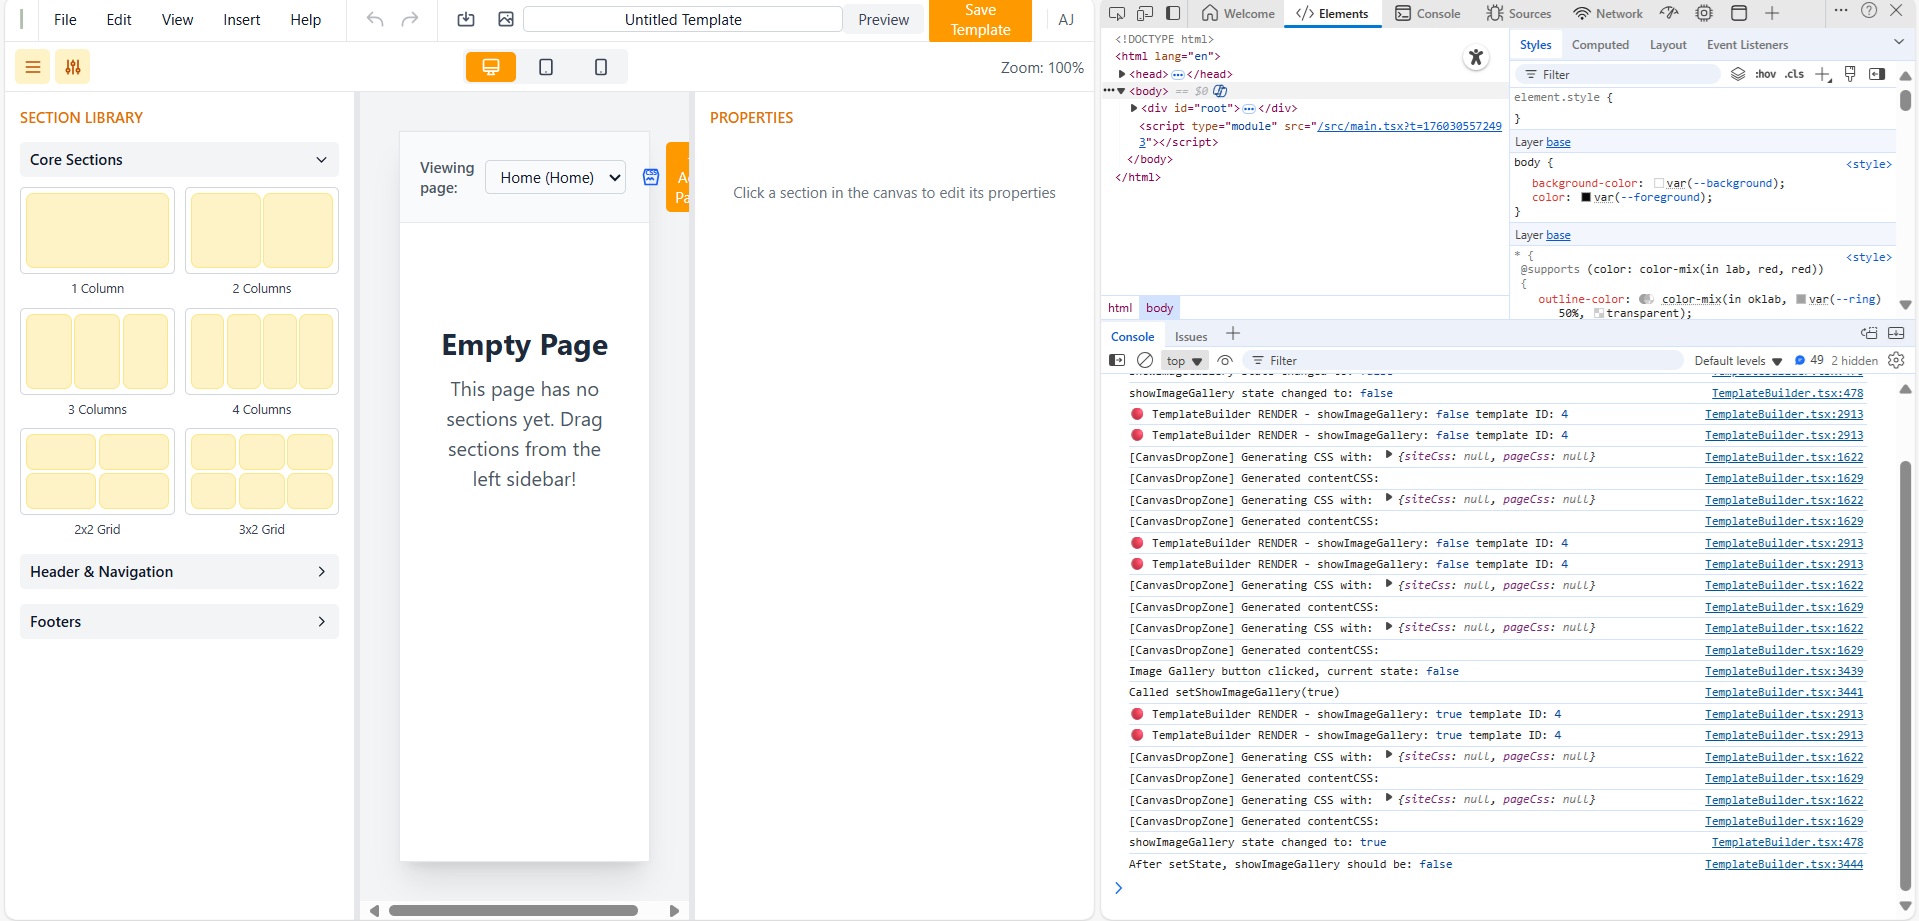 File Edit View Insert Help Untitled Template Preview Save Template AJ
Zoom: 100%
SECTION LIBRARY
Core Sections
1 Column 2 Columns
3 Columns 4 Columns
2x2 Grid 3x2 Grid
Header & Navigation
Footers
Viewing page: Home (Home)
Empty Page
This page has no
sections yet. Drag
sections from the
left sidebar!
PROPERTIES
Click a section in the canvas to edit its properties
Welcome </> Elements Console Sources Network
<!DOCTYPE html>
<html lang="en">
<head> </head>
<body> == $0
<div id="root"> </div>
<script type="module" src="/src/main.tsx?t=176030557249
3"></script>
</body>
</html>
html body
Styles Computed Layout Event Listeners
Filter :hov .cls
element.style {
}
Layer base
body { <style>
background-color: var(--background);
color: var(--foreground);
}
Layer base
* { <style>
@supports (color: color-mix(in lab, red, red))
{
outline-color: color-mix(in oklab, var(--ring)
50%, transparent);
Console Issues
top Filter Default levels 49 2 hidden
showImageGallery state changed to: false TemplateBuilder.tsx:478
TemplateBuilder RENDER - showImageGallery: false template ID: 4 TemplateBuilder.tsx:2913
TemplateBuilder RENDER - showImageGallery: false template ID: 4 TemplateBuilder.tsx:2913
[CanvasDropZone] Generating CSS with: {siteCss: null, pageCss: null} TemplateBuilder.tsx:1622
[CanvasDropZone] Generated contentCSS: TemplateBuilder.tsx:1629
[CanvasDropZone] Generating CSS with: {siteCss: null, pageCss: null} TemplateBuilder.tsx:1622
[CanvasDropZone] Generated contentCSS: TemplateBuilder.tsx:1629
TemplateBuilder RENDER - showImageGallery: false template ID: 4 TemplateBuilder.tsx:2913
TemplateBuilder RENDER - showImageGallery: false template ID: 4 TemplateBuilder.tsx:2913
[CanvasDropZone] Generating CSS with: {siteCss: null, pageCss: null} TemplateBuilder.tsx:1622
[CanvasDropZone] Generated contentCSS: TemplateBuilder.tsx:1629
[CanvasDropZone] Generating CSS with: {siteCss: null, pageCss: null} TemplateBuilder.tsx:1622
[CanvasDropZone] Generated contentCSS: TemplateBuilder.tsx:1629
Image Gallery button clicked, current state: false TemplateBuilder.tsx:3439
Called setShowImageGallery(true) TemplateBuilder.tsx:3441
TemplateBuilder RENDER - showImageGallery: true template ID: 4 TemplateBuilder.tsx:2913
TemplateBuilder RENDER - showImageGallery: true template ID: 4 TemplateBuilder.tsx:2913
[CanvasDropZone] Generating CSS with: {siteCss: null, pageCss: null} TemplateBuilder.tsx:1622
[CanvasDropZone] Generated contentCSS: TemplateBuilder.tsx:1629
[CanvasDropZone] Generating CSS with: {siteCss: null, pageCss: null} TemplateBuilder.tsx:1622
[CanvasDropZone] Generated contentCSS: TemplateBuilder.tsx:1629
showImageGallery state changed to: true TemplateBuilder.tsx:478
After setState, showImageGallery should be: false TemplateBuilder.tsx:3444